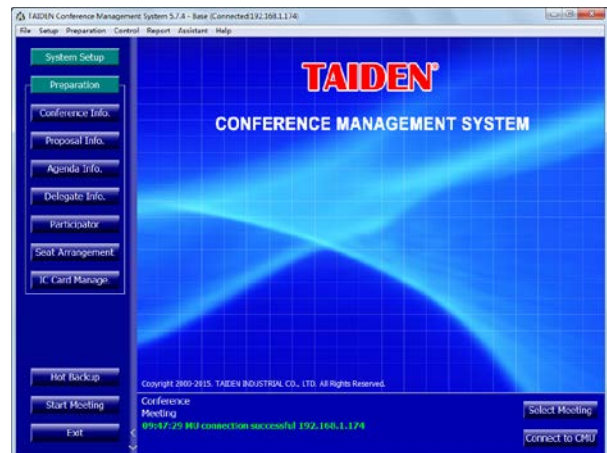 TAIDEN Conference Management System 5.7.4 - Base (Connected:192.168.1.174)
File Setup Preparation Control Report Assistant Help
System Setup
Preparation
Conference Info.
Proposal Info.
Agenda Info.
Delegate Info.
Participator
Seat Arrangement
IC Card Manage.
Hot Backup
Start Meeting
Exit
TAIDEN®
CONFERENCE MANAGEMENT SYSTEM
Copyright 2000-2015. TAIDEN INDUSTRIAL CO., LTD. All Rights Reserved.
Conference
Meeting
09:47:29 MU connection successful 192.168.1.174
Select Meeting
Connect to CMU